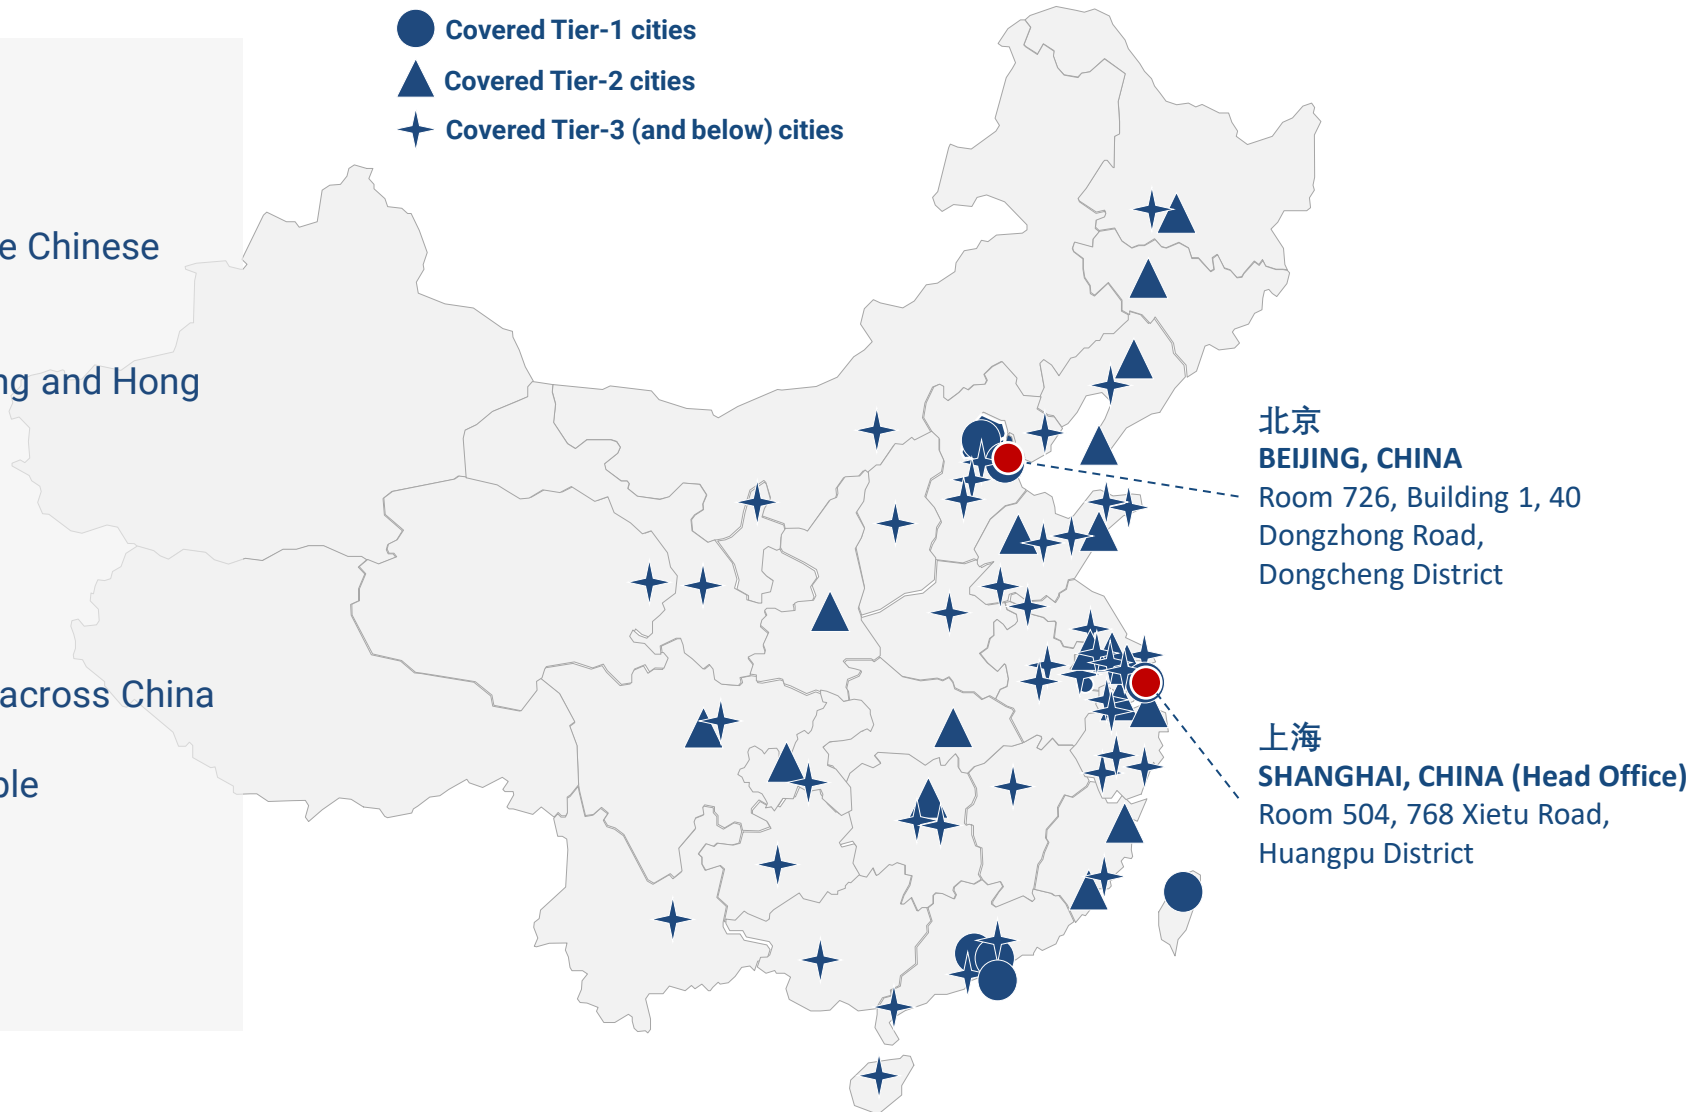 Covered Tier-1 cities
Covered Tier-2 cities
Covered Tier-3 (and below) cities
e Chinese
ng and Hong
across China
ple
北京
BEIJING, CHINA
Room 726, Building 1, 40
Dongzhong Road,
Dongcheng District
上海
SHANGHAI, CHINA (Head Office)
Room 504, 768 Xietu Road,
Huangpu District